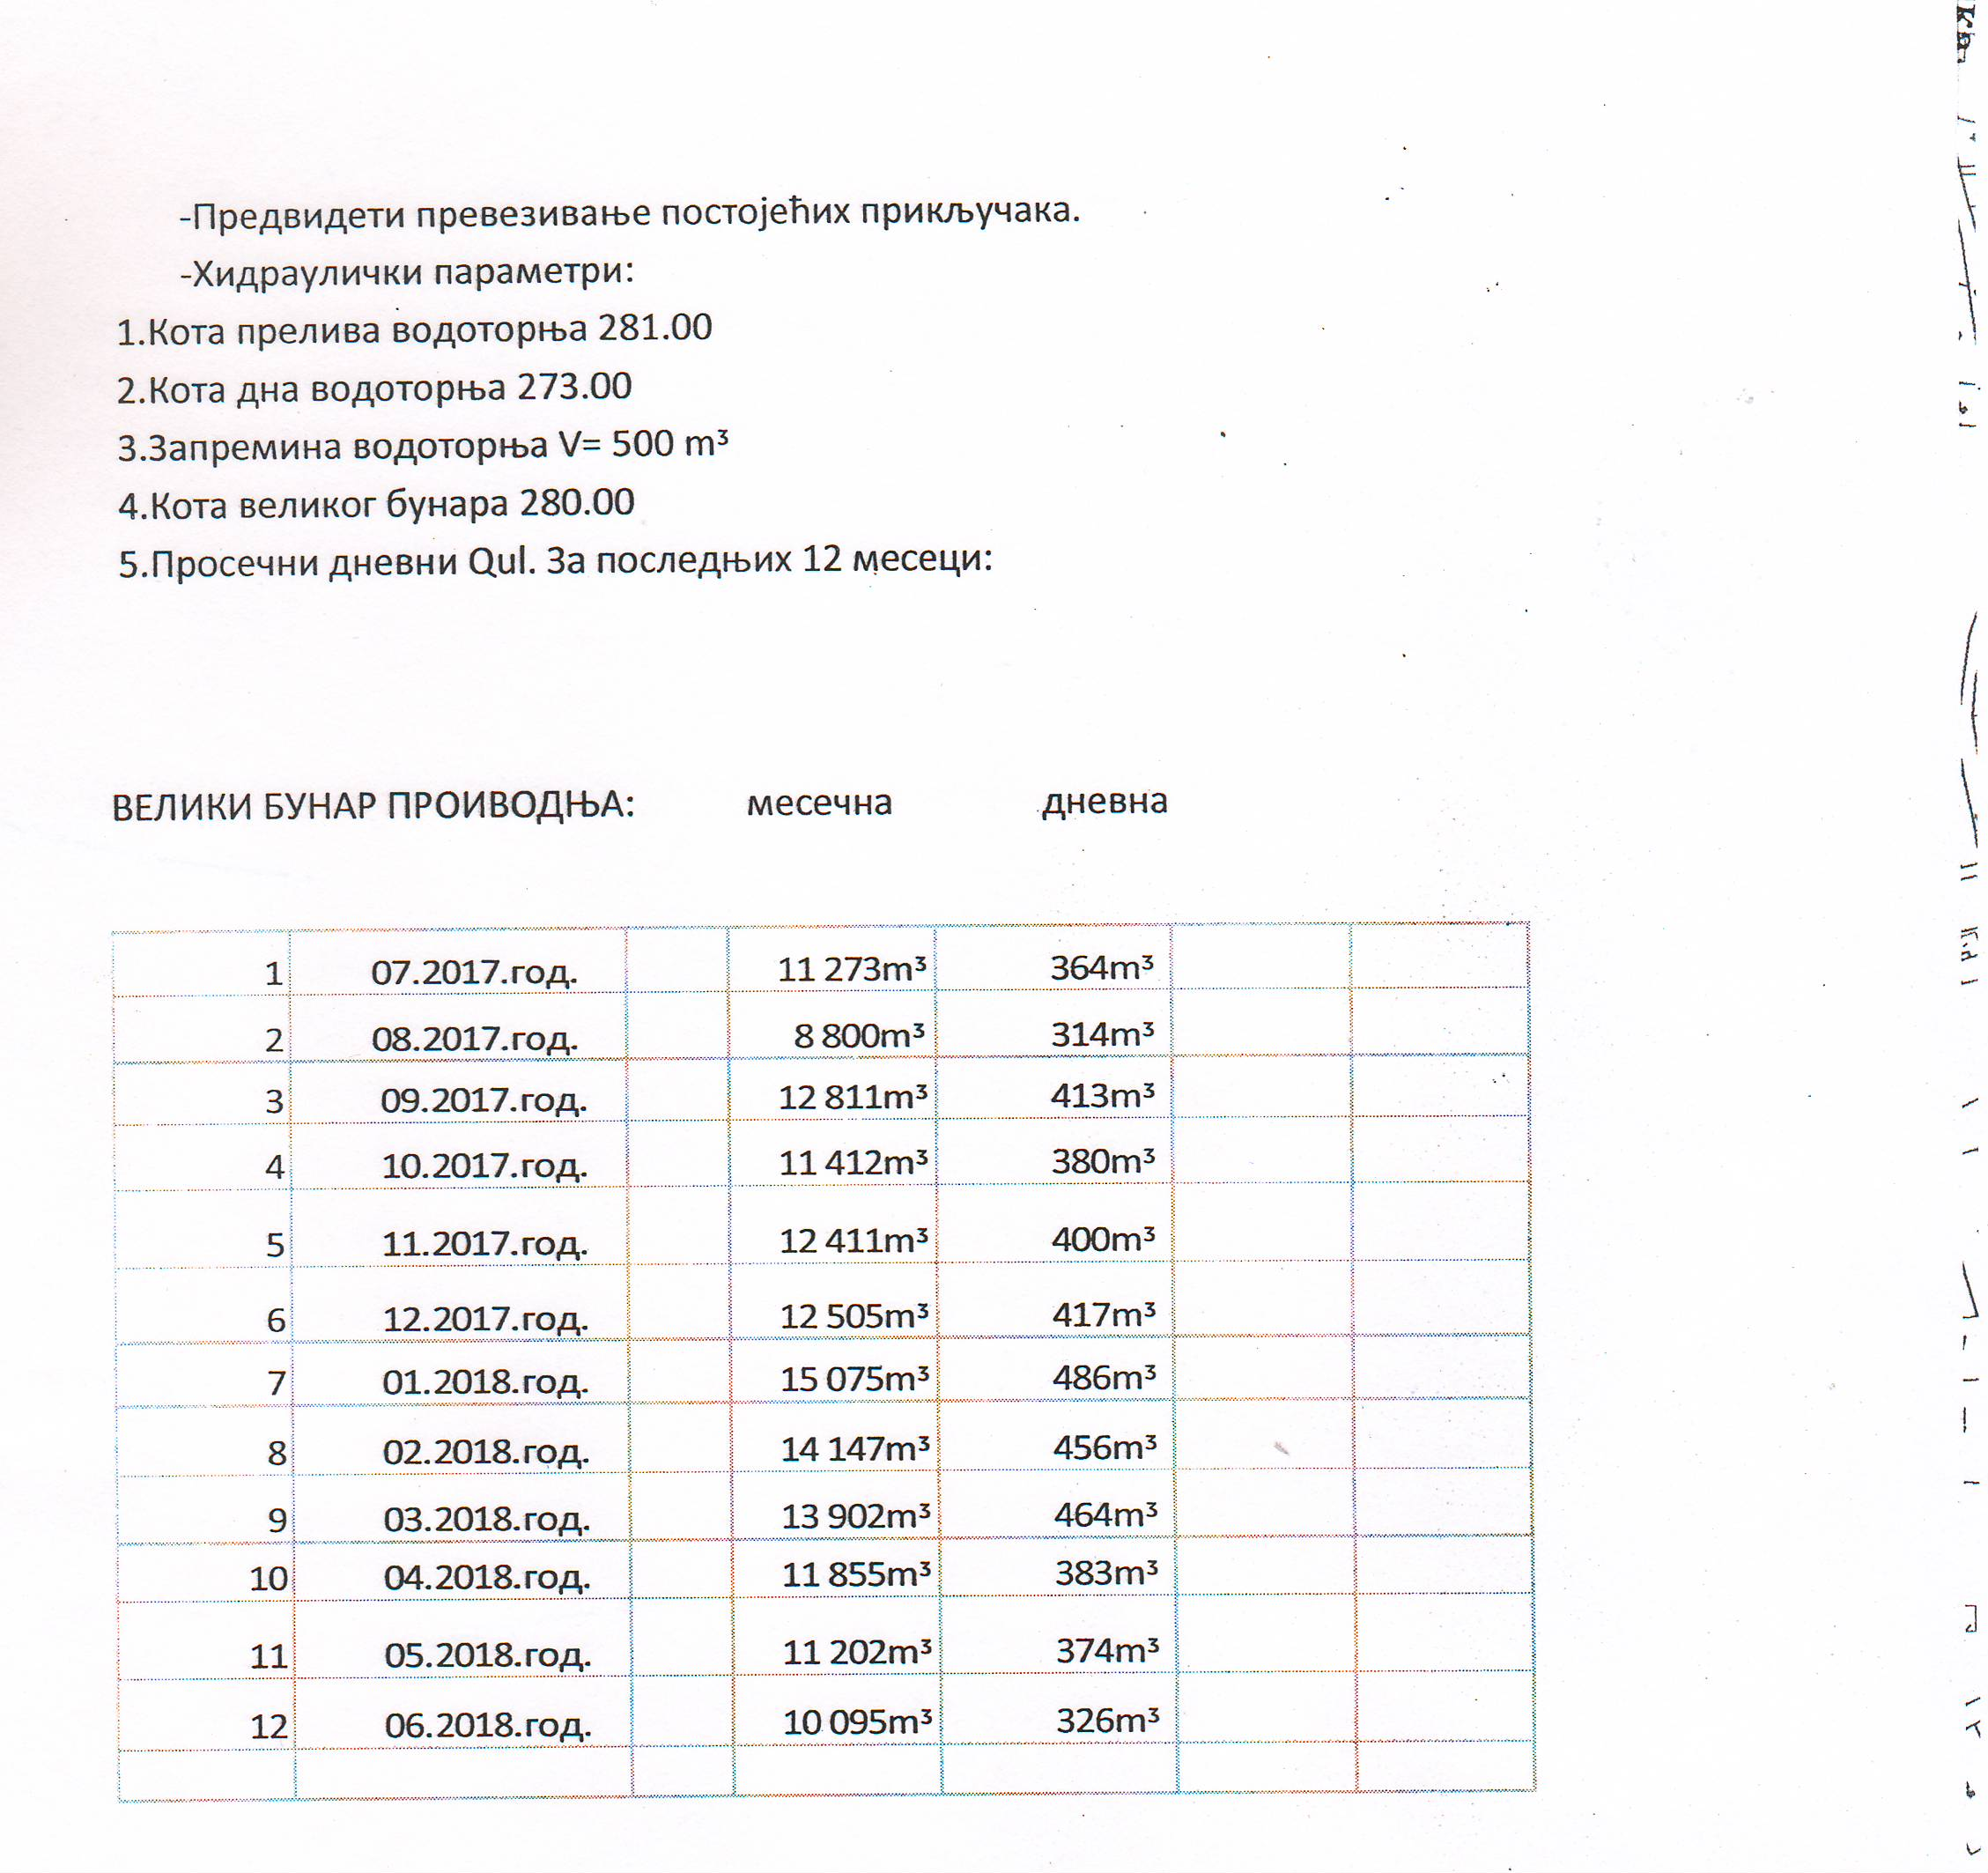 -Предвидети превезивање постојећих прикључака.
-Хидраулички параметри:
1.Кота прелива водоторња 281.00
2.Кота дна водоторња 273.00
3.Запремина водоторња V= 500 m³
4.Кота великог бунара 280.00
5.Просечни дневни Qul. За последњих 12 месеци:
ВЕЛИКИ БУНАР ПРОИВОДЊА: месечна дневна
1 07.2017.год. 11 273m³ 364m³
2 08.2017.год. 8 800m³ 314m³
3 09.2017.год. 12 811m³ 413m³
4 10.2017.год. 11 412m³ 380m³
5 11.2017.год. 12 411m³ 400m³
6 12.2017.год. 12 505m³ 417m³
7 01.2018.год. 15 075m³ 486m³
8 02.2018.год. 14 147m³ 456m³
9 03.2018.год. 13 902m³ 464m³
10 04.2018.год. 11 855m³ 383m³
11 05.2018.год. 11 202m³ 374m³
12 06.2018.год. 10 095m³ 326m³